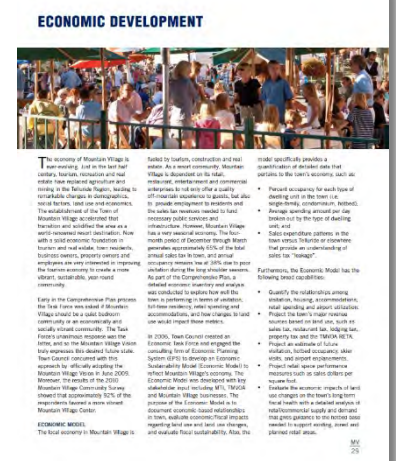 ECONOMIC DEVELOPMENT
The economy of Mountain Village is
ever-evolving. Just in the last half
century, tourism, recreation and real
estate have replaced agriculture and
mining in the Telluride Region, leading to
remarkable changes in demographics,
social factors, land use and economics.
The establishment of the Town of
Mountain Village accelerated that
transition and solidified the area as a
world-renowned resort destination. Now
with a solid economic foundation in
tourism and real estate, town residents,
business owners, property owners and
employees are very interested in improving
the tourism economy to create a more
vibrant, sustainable, year-round
community.
Early in the Comprehensive Plan process
the Task Force was asked if Mountain
Village should be a quiet bedroom
community or an economically and
socially vibrant community. The Task
Force's unanimous response was the
latter, and so the Mountain Village Vision
truly expresses this desired future state.
Town Council concurred with this
approach by officially adopting the
Mountain Village Vision in June 2009.
Moreover, the results of the 2010
Mountain Village Community Survey
showed that approximately 92% of the
respondents favored a more vibrant
Mountain Village Center.
ECONOMIC MODEL
The local economy in Mountain Village is
fueled by tourism, construction and real
estate. As a resort community, Mountain
Village is dependent on its retail,
restaurant, entertainment and commercial
enterprises to not only offer a quality
off-mountain experience to guests, but also
to provide employment to residents and
the sales tax revenues needed to fund
necessary public services and
infrastructure. However, Mountain Village
has a very seasonal economy. The four-
month period of December through March
generates approximately 65% of the total
annual sales tax in town, and annual
occupancy remains low at 38% due to poor
visitation during the long shoulder seasons.
As part of the Comprehensive Plan, a
detailed economic inventory and analysis
was conducted to explore how well the
town is performing in terms of visitation,
full-time residency, retail spending and
accommodations, and how changes to land
use would impact those metrics.
In 2006, Town Council created an
Economic Task Force and engaged the
consulting firm of Economic Planning
System (EPS) to develop an Economic
Sustainability Model (Economic Model) to
reflect Mountain Village's economy. The
Economic Model was developed with key
stakeholder input including MTI, TMVOA
and Mountain Village businesses. The
purpose of the Economic Model is to
document economic-based relationships
in town, evaluate economic/fiscal impacts
regarding land use and land use changes,
and evaluate fiscal sustainability. Also, the
model specifically provides a
quantification of detailed data that
pertains to the town's economy, such as:
• Percent occupancy for each type of
dwelling unit in the town (i.e.
single-family, condominium, hotbed);
• Average spending amount per day
broken out by the type of dwelling
unit; and
• Sales expenditure patterns in the
town versus Telluride or elsewhere
that provide an understanding of
sales tax "leakage".
Furthermore, the Economic Model has the
following broad capabilities:
• Quantify the relationships among
visitation, housing, accommodations,
retail spending and airport utilization;
• Project the town's major revenue
sources based on land use, such as
sales tax, restaurant tax, lodging tax,
property tax and the TMVOA RETA.
• Project an estimate of future
visitation, hotbed occupancy, skier
visits, and airport enplanements.
• Project retail space performance
measures such as sales dollars per
square foot.
• Evaluate the economic impacts of land
use changes on the town's long-term
fiscal health with a detailed analysis of
retail/commercial supply and demand
that gives guidance to the hotbed bases
needed to support existing, zoned and
planned retail areas.
MV
25